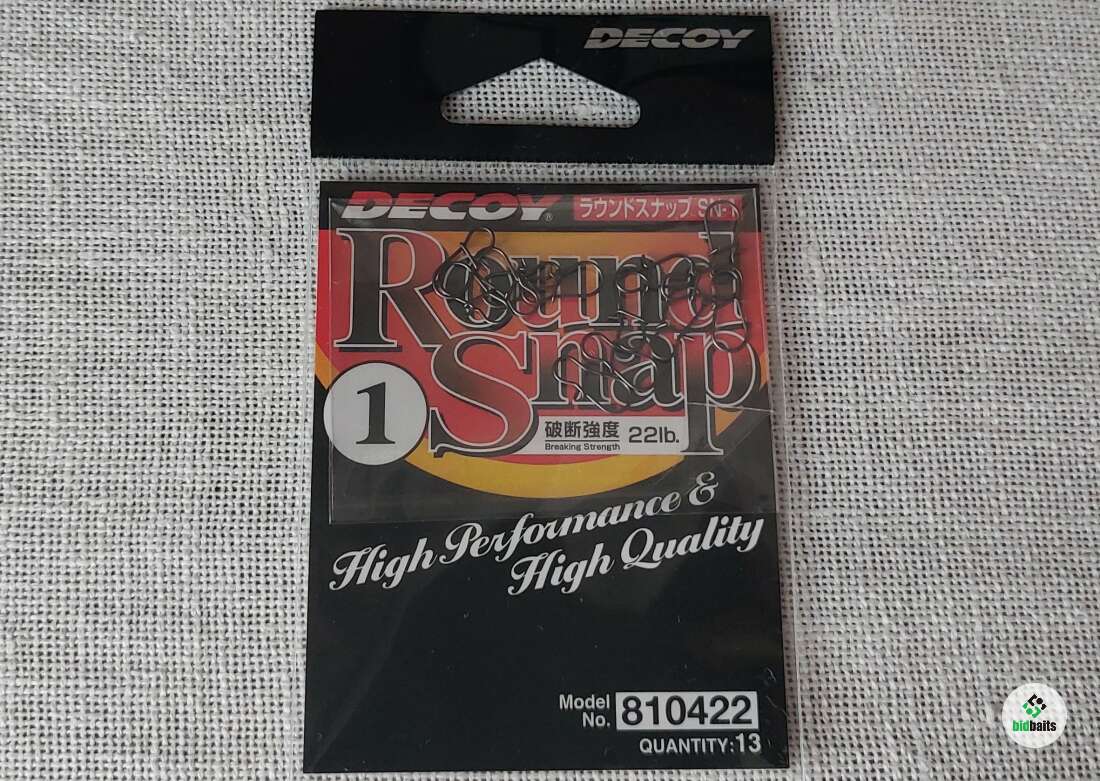 DECOY
DECOY®
ラウンドスナップ SN-1
Round
Snap
1
破断強度 22lb.
Breaking Strength
High Performance &
High Quality
Model
No. 810422
QUANTITY:13
bidbaits